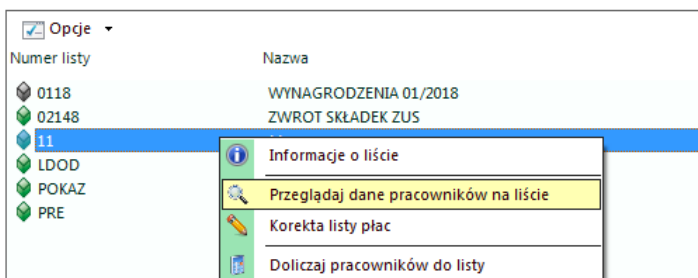 Opcje
Numer listy Nazwa
0118 WYNAGRODZENIA 01/2018
02148 ZWROT SKŁADEK ZUS
11
LDOD
POKAZ
PRE
Informacje o liście
Przeglądaj dane pracowników na liście
Korekta listy płac
Doliczaj pracowników do listy